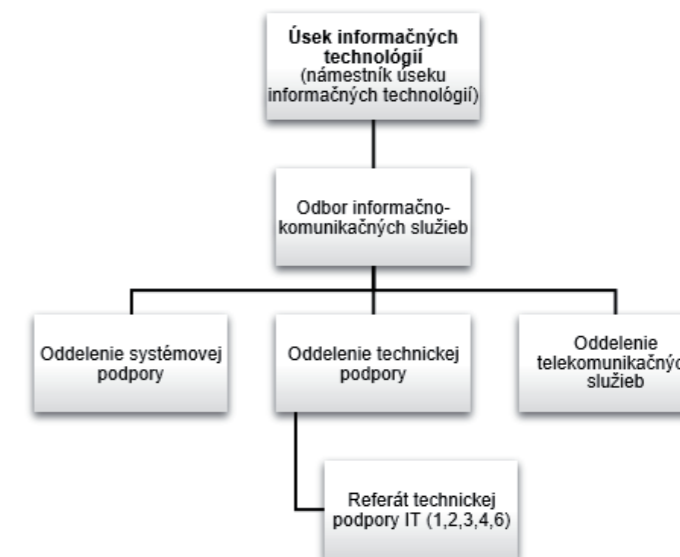 Úsek informačných
technológií
(námestník úseku
informačných technológií)
Odbor informačno-
komunikačných služieb
Oddelenie systémovej
podpory
Oddelenie technickej
podpory
Oddelenie
služieb
Referát technickej
podpory IT (1,2,3,4,6)